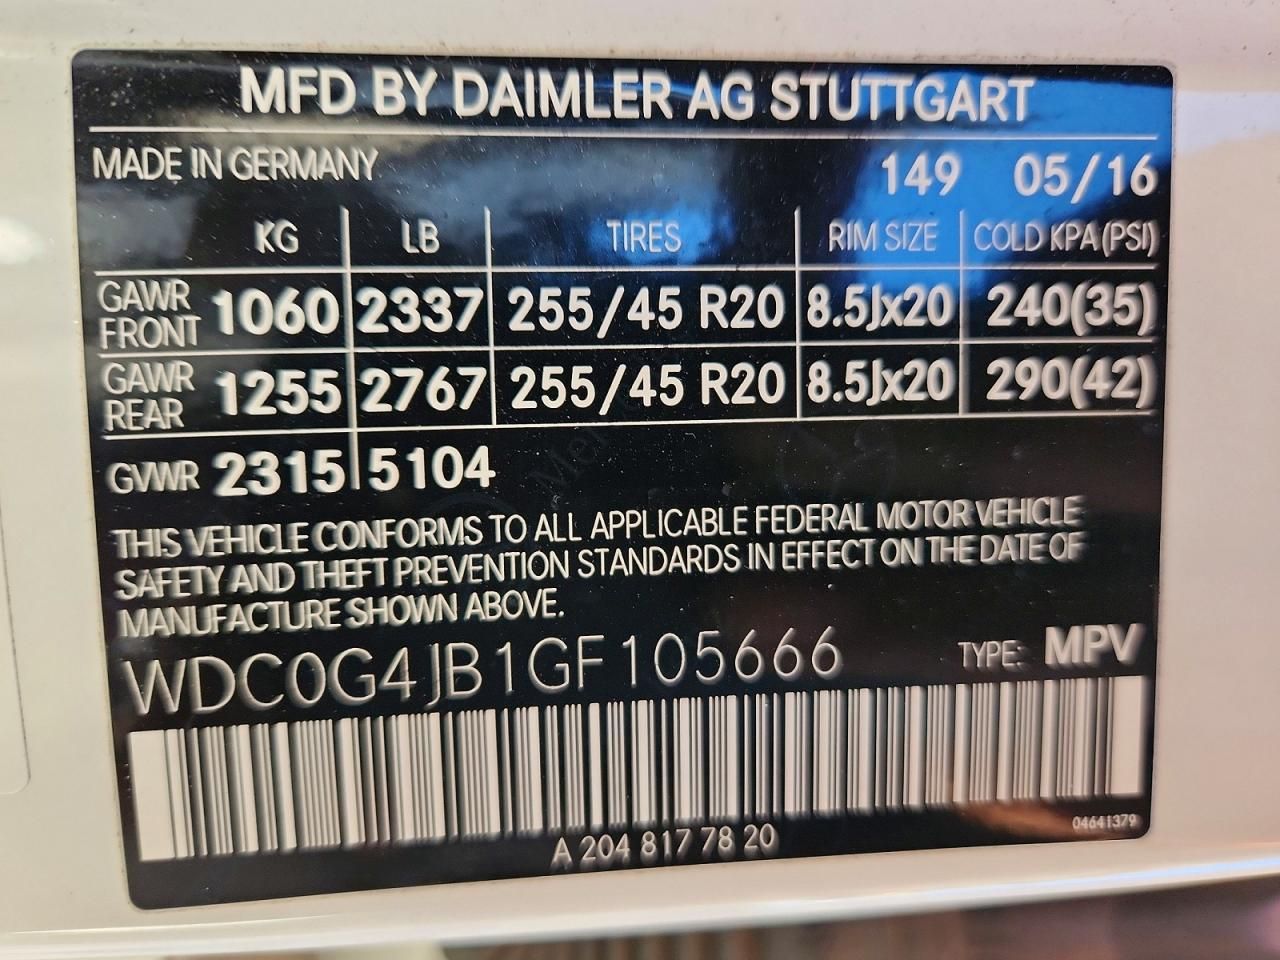 MFD BY DAIMLER AG STUTTGART
MADE IN GERMANY 149 05/16
KG LB TIRES RIM SIZE COLD KPA(PSI)
GAWR FRONT 1060 2337 255/45 R20 8.5Jx20 240(35)
GAWR REAR 1255 2767 255/45 R20 8.5Jx20 290(42)
GVWR 2315 5104
THIS VEHICLE CONFORMS TO ALL APPLICABLE FEDERAL MOTOR VEHICLE
SAFETY AND THEFT PREVENTION STANDARDS IN EFFECT ON THE DATE OF
MANUFACTURE SHOWN ABOVE.
WDC0G4JB1GF105666 TYPE: MPV
A 204 817 78 20 04641379